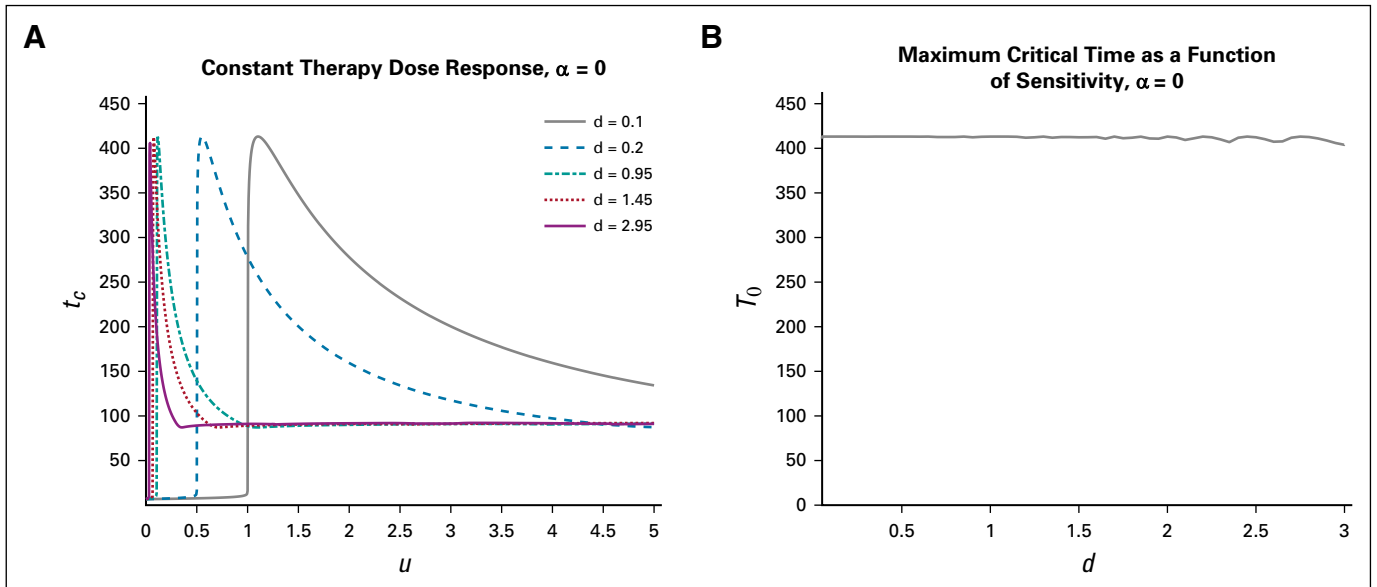 A
Constant Therapy Dose Response, α = 0
450
400
350
300
250
200
150
100
50
0
0.5
1
1.5
2
2.5
3
3.5
4
4.5
5
t_c
u
d = 0.1
d = 0.2
d = 0.95
d = 1.45
d = 2.95
B
Maximum Critical Time as a Function
of Sensitivity, α = 0
450
400
350
300
250
200
150
100
50
0
0.5
1
1.5
2
2.5
3
T_0
d